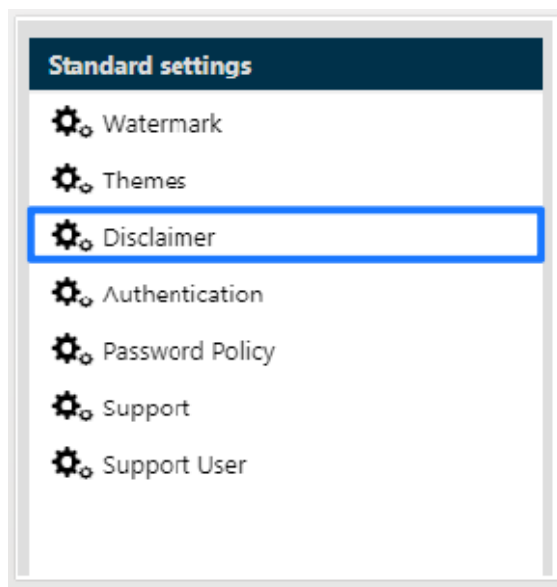 Standard settings
Watermark
Themes
Disclaimer
Authentication
Password Policy
Support
Support User